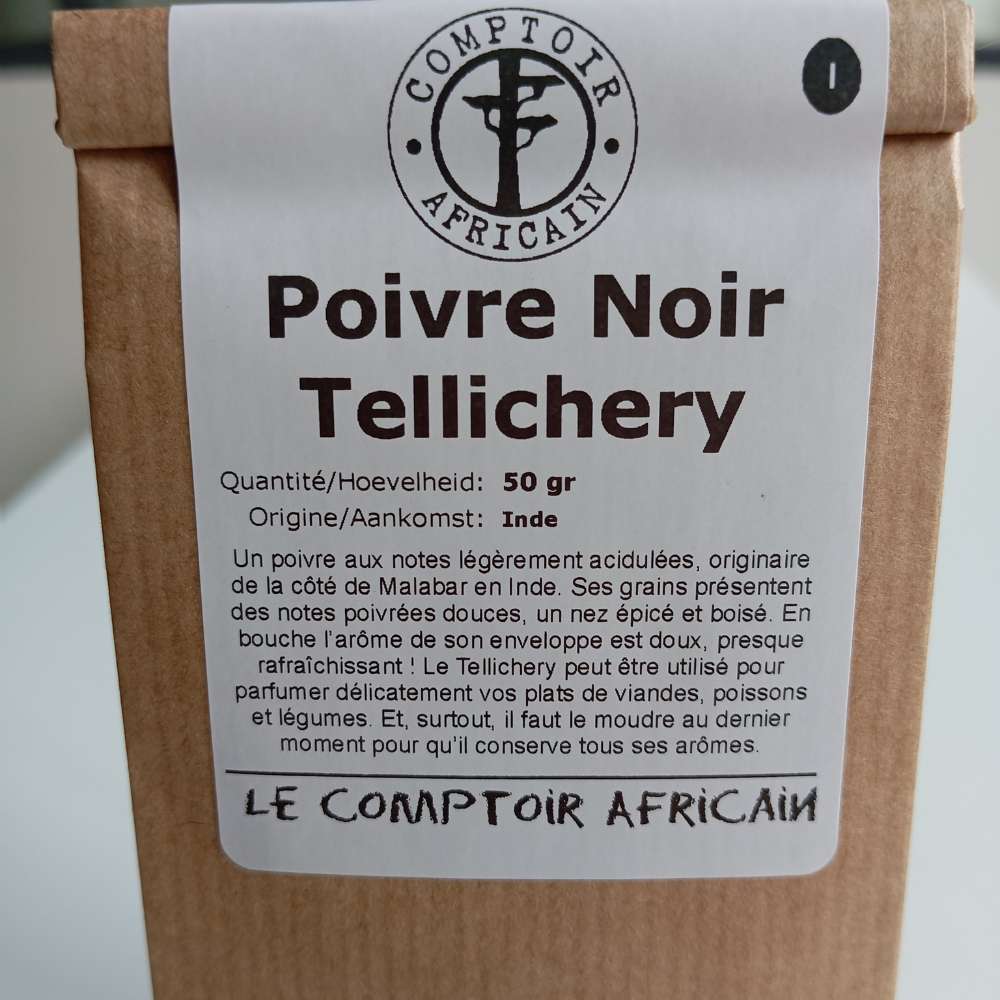 COMPTOIR
AFRICAIN
I
Poivre Noir
Tellichery
Quantité/Hoevelheid: 50 gr
Origine/Aankomst: Inde
Un poivre aux notes légèrement acidulées, originaire
de la côté de Malabar en Inde. Ses grains présentent
des notes poivrées douces, un nez épicé et boisé. En
bouche l'arôme de son enveloppe est doux, presque
rafraîchissant ! Le Tellichery peut être utilisé pour
parfumer délicatement vos plats de viandes, poissons
et légumes. Et, surtout, il faut le moudre au dernier
moment pour qu'il conserve tous ses arômes.
LE COMPTOIR AFRICAIN